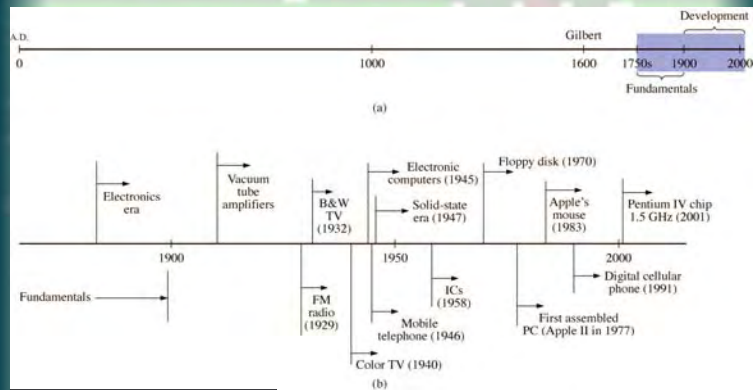 Development
A.D.
Gilbert
0
1000
1600
1750s
1900
2000
Fundamentals
(a)
Electronics
era
Vacuum
tube
amplifiers
B&W
TV
(1932)
Electronic
computers (1945)
Solid-state
era (1947)
Floppy disk (1970)
Apple's
mouse
(1983)
Pentium IV chip
1.5 GHz (2001)
1900
1950
2000
Fundamentals
FM
radio
(1929)
Color TV (1940)
Mobile
telephone (1946)
ICs
(1958)
First assembled
PC (Apple II in 1977)
Digital cellular
phone (1991)
(b)